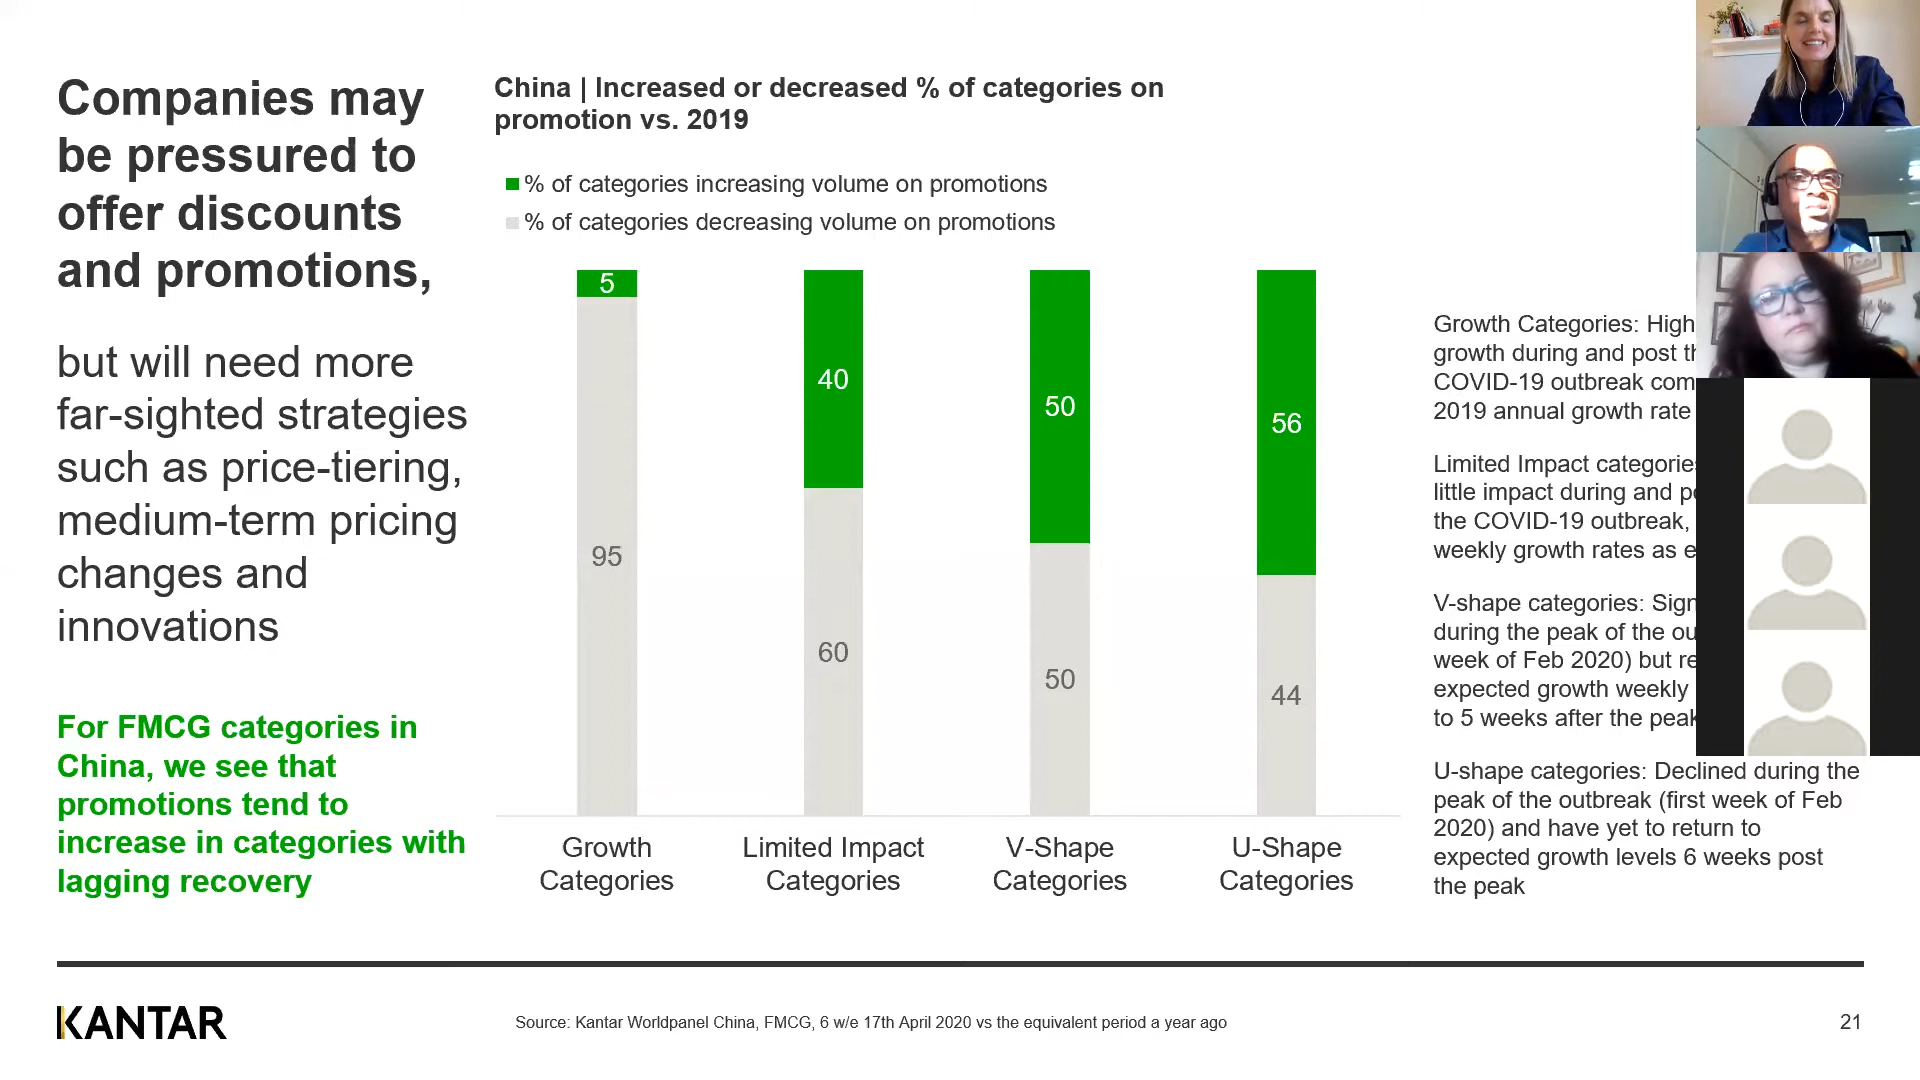 Companies may
be pressured to
offer discounts
and promotions,
but will need more
far-sighted strategies
such as price-tiering,
medium-term pricing
changes and
innovations
For FMCG categories in
China, we see that
promotions tend to
increase in categories with
lagging recovery
China | Increased or decreased % of categories on
promotion vs. 2019
% of categories increasing volume on promotions
% of categories decreasing volume on promotions
5
40
50
56
95
60
50
44
Growth
Categories
Limited Impact
Categories
V-Shape
Categories
U-Shape
Categories
Growth Categories: High
growth during and post
COVID-19 outbreak
2019 annual growth rate
Limited Impact
little impact during and
the COVID-19 outbreak,
weekly growth rates as
V-shape categories:
during the peak of the
week of Feb 2020) but
expected growth weekly
to 5 weeks after the peak
U-shape categories: Declined during the
peak of the outbreak (first week of Feb
2020) and have yet to return to
expected growth levels 6 weeks post
the peak
KANTAR
Source: Kantar Worldpanel China, FMCG, 6 w/e 17th April 2020 vs the equivalent period a year ago
21